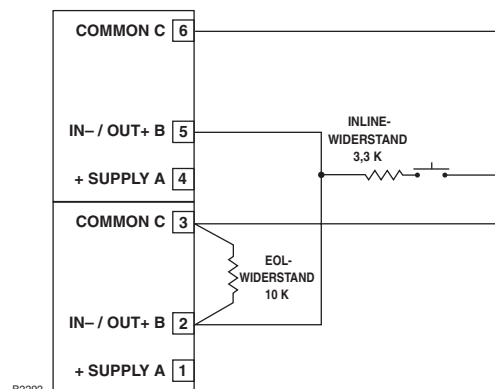 COMMON C 6
IN– / OUT+ B 5
+ SUPPLY A 4
COMMON C 3
IN– / OUT+ B 2
+ SUPPLY A 1
INLINE-
WIDERSTAND
3,3 K
EOL-
WIDERSTAND
10 K